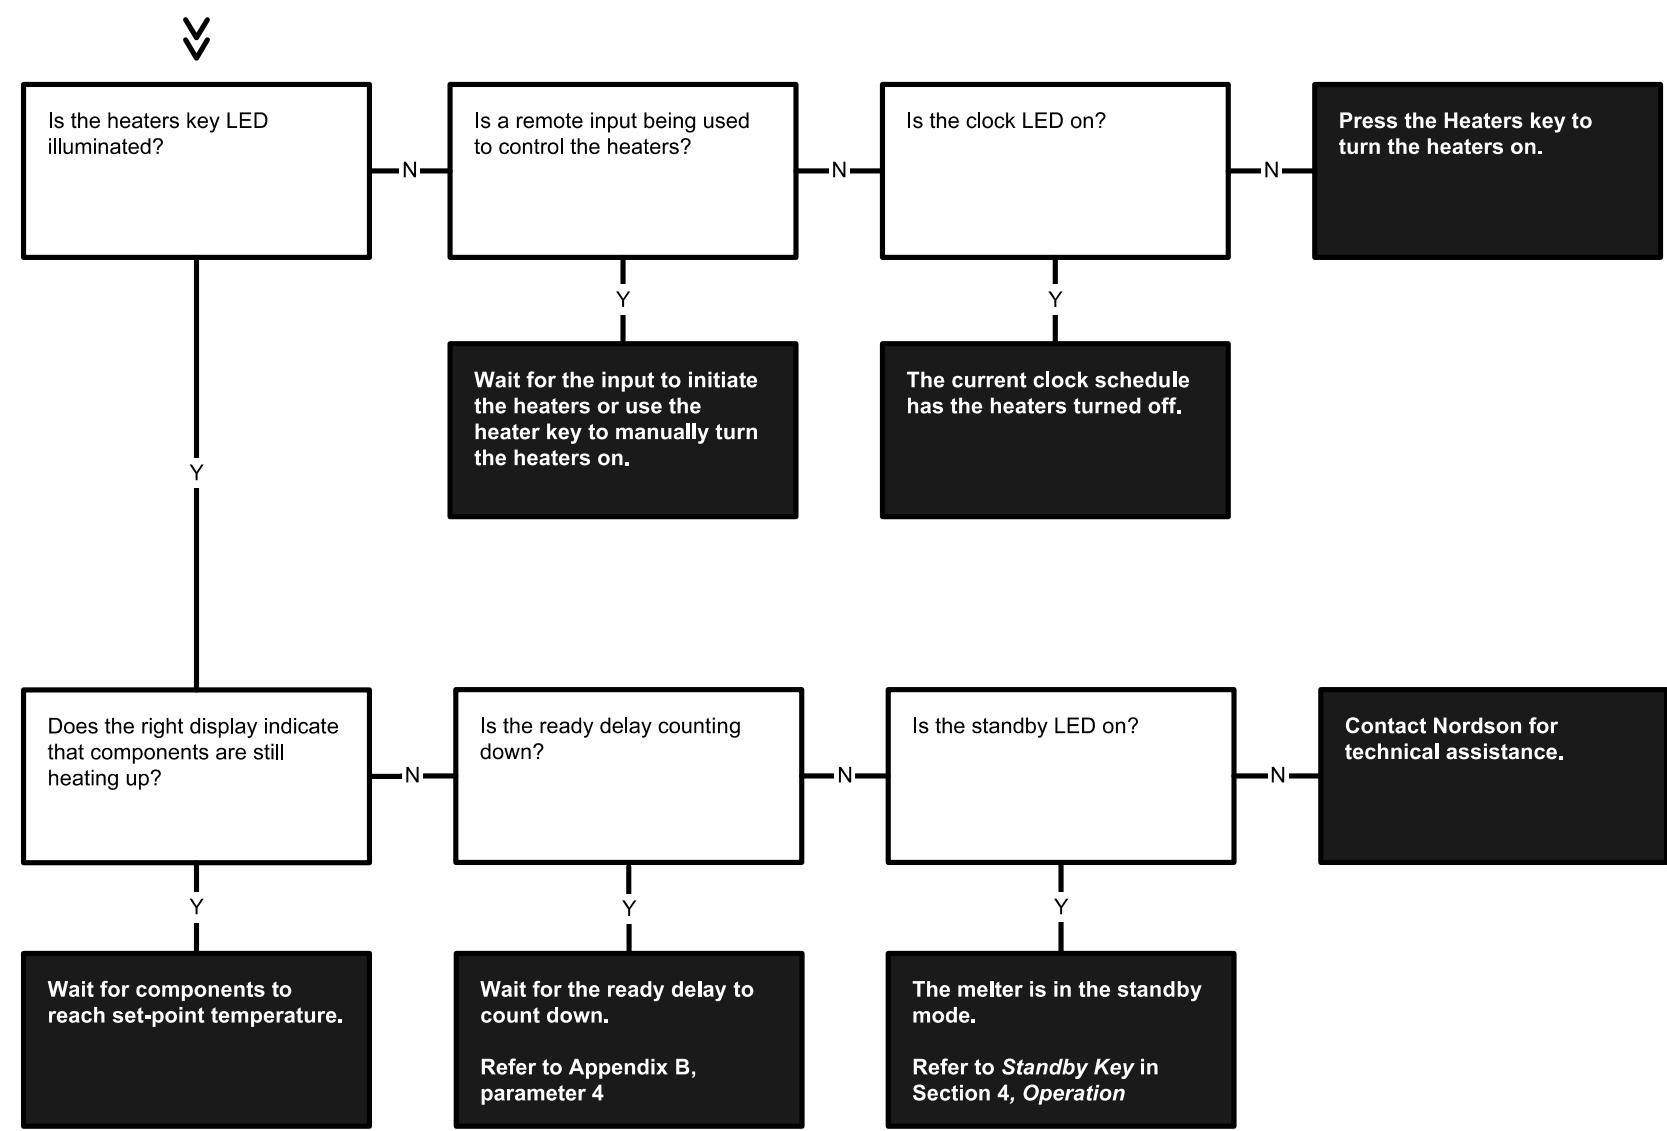 Is the heaters key LED
illuminated?
N
Is a remote input being used
to control the heaters?
N
Is the clock LED on?
N
Press the Heaters key to
turn the heaters on.
Y
Y
Wait for the input to initiate
the heaters or use the
heater key to manually turn
the heaters on.
The current clock schedule
has the heaters turned off.
Y
Does the right display indicate
that components are still
heating up?
N
Is the ready delay counting
down?
N
Is the standby LED on?
N
Contact Nordson for
technical assistance.
Y
Y
Y
Wait for components to
reach set-point temperature.
Wait for the ready delay to
count down.
Refer to Appendix B,
parameter 4
The melter is in the standby
mode.
Refer to Standby Key in
Section 4, Operation